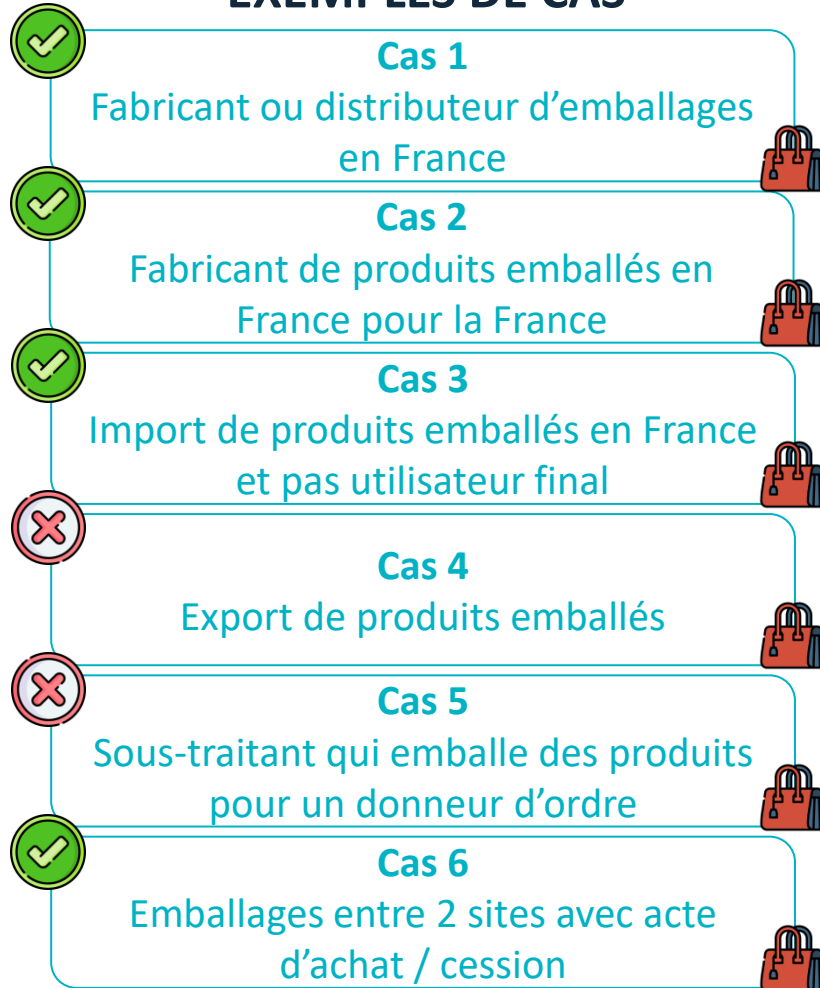 EXEMPLES DE CAS
Cas 1
Fabricant ou distributeur d’emballages
en France
Cas 2
Fabricant de produits emballés en
France pour la France
Cas 3
Import de produits emballés en France
et pas utilisateur final
Cas 4
Export de produits emballés
Cas 5
Sous-traitant qui emballe des produits
pour un donneur d’ordre
Cas 6
Emballages entre 2 sites avec acte
d’achat / cession